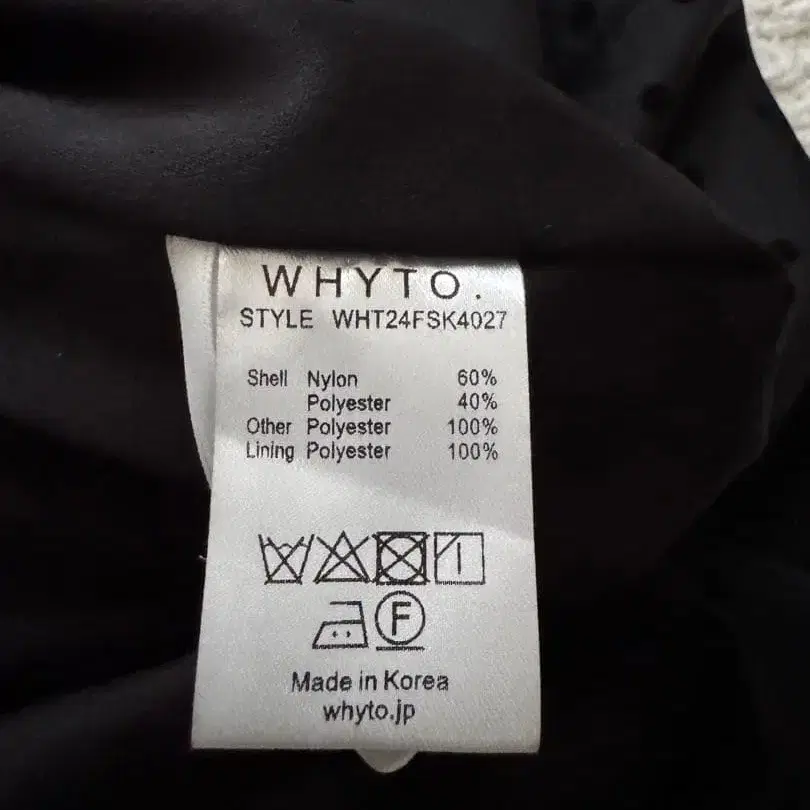 WHYTO.
STYLE WHT24FSK4027
Shell Nylon 60%
Polyester 40%
Other Polyester 100%
Lining Polyester 100%
F
Made in Korea
whyto.jp